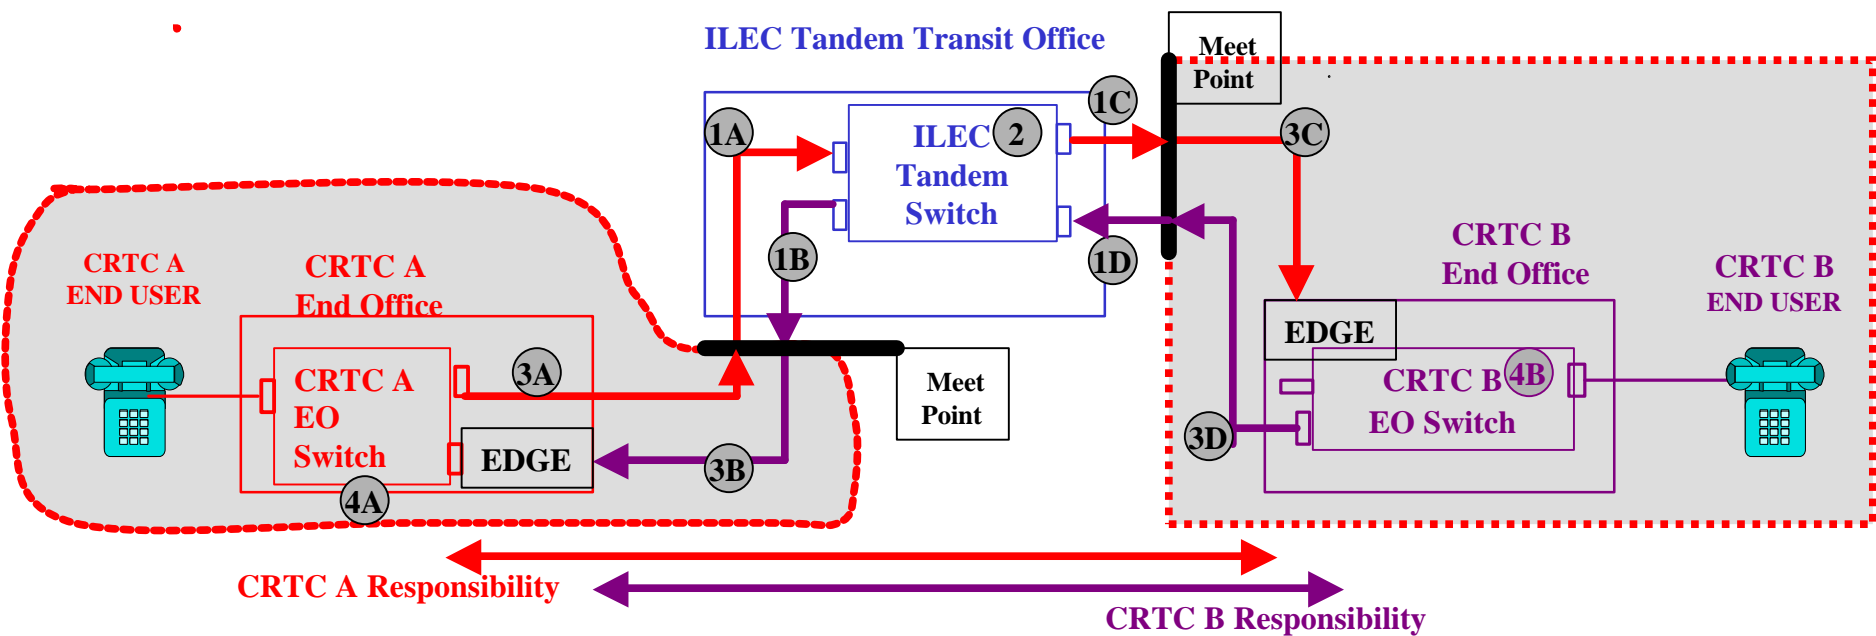 ILEC Tandem Transit Office
Meet
Point
1C
1A
ILEC 2
Tandem
Switch
3C
1B
1D
CRTC A
END USER
CRTC A
End Office
CRTC B
End Office
CRTC B
END USER
EDGE
CRTC A
EO
Switch
3A
Meet
Point
CRTC B 4B
EO Switch
3D
EDGE
3B
4A
CRTC A Responsibility
CRTC B Responsibility